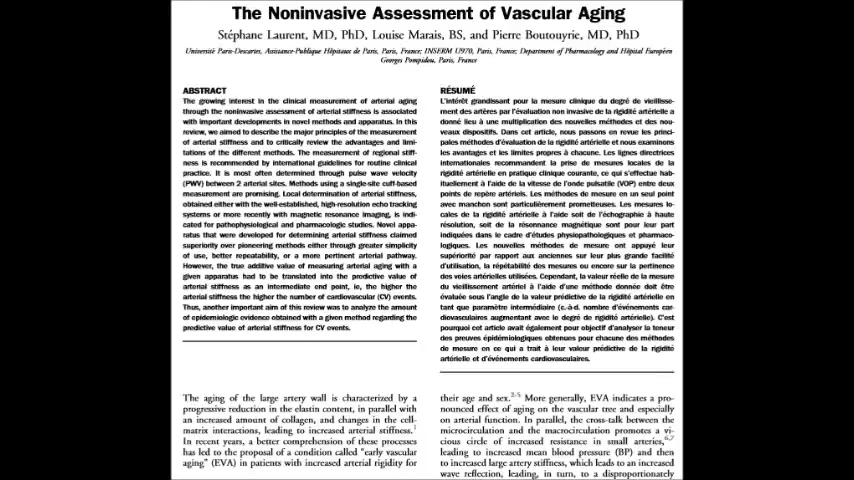 The Noninvasive Assessment of Vascular Aging
Stéphane Laurent, MD, PhD, Louise Marais, BS, and Pierre Boutouyrie, MD, PhD
Université Paris-Descartes, Assistance-Publique Hôpitaux de Paris, Paris, France; INSERM U970, Paris, France; Department of Pharmacology and Hôpital Européen
Georges Pompidou, Paris, France
ABSTRACT
The growing interest in the clinical measurement of arterial aging
through the noninvasive assessment of arterial stiffness is associated
with important developments in novel methods and apparatus. In this
review, we aimed to describe the major principles of the measurement
of arterial stiffness and to critically review the advantages and limi-
tations of the different methods. The measurement of regional stiff-
ness is recommended by international guidelines for routine clinical
practice. It is most often determined through pulse wave velocity
(PWV) between 2 arterial sites. Methods using a single-site cuff-based
measurement are promising. Local determination of arterial stiffness,
obtained either with the well-established, high-resolution echo tracking
systems or more recently with magnetic resonance imaging, is indi-
cated for pathophysiological and pharmacologic studies. Novel appa-
ratus that were developed for determining arterial stiffness claimed
superiority over pioneering methods either through greater simplicity
of use, better repeatability, or a more pertinent arterial pathway.
However, the true additive value of measuring arterial aging with a
given apparatus had to be translated into the predictive value of
arterial stiffness as an intermediate end point, ie, the higher the
arterial stiffness the higher the number of cardiovascular (CV) events.
Thus, another important aim of this review was to analyze the amount
of epidemiologic evidence obtained with a given method regarding the
predictive value of arterial stiffness for CV events.
RÉSUMÉ
L'intérêt grandissant pour la mesure clinique du degré de vieillisse-
ment des artères par l'évaluation non invasive de la rigidité artérielle a
donné lieu à une multiplication des nouvelles méthodes et des nou-
veaux dispositifs. Dans cet article, nous passons en revue les princi-
pales méthodes d'évaluation de la rigidité artérielle et nous examinons
les avantages et les limites propres à chacune. Les lignes directrices
internationales recommandent la prise de mesures locales de la
rigidité artérielle en pratique clinique courante, ce qui s'effectue hab-
ituellement à l'aide de la vitesse de l'onde pulsatile (VOP) entre deux
points de repère artériels. Les méthodes de mesure en un seul point
avec manchon sont particulièrement prometteuses. Les mesures lo-
cales de la rigidité artérielle à l'aide soit de l'échographie à haute
résolution, soit de la résonance magnétique sont pour leur part
indiquées dans le cadre d'études physiopathologiques et pharmaco-
logiques. Les nouvelles méthodes de mesure ont appuyé leur
supériorité par rapport aux anciennes sur leur plus grande facilité
d'utilisation, la répétabilité des mesures ou encore sur la pertinence
des voies artérielles utilisées. Cependant, la valeur réelle de la mesure
du vieillissement artériel à l'aide d'une méthode donnée doit être
évaluée sous l'angle de la valeur prédictive de la rigidité artérielle en
tant que paramètre intermédiaire (c.-à-d. nombre d'événements car-
diovasculaires augmentant avec le degré de rigidité artérielle). C'est
pourquoi cet article avait également pour objectif d'analyser la teneur
des preuves épidémiologiques obtenues pour chacune des méthodes
de mesure en ce qui a trait à leur valeur prédictive de la rigidité
artérielle et d'événements cardiovasculaires.
The aging of the large artery wall is characterized by a
progressive reduction in the elastin content, in parallel with
an increased amount of collagen, and changes in the cell-
matrix interactions, leading to increased arterial stiffness.1
In recent years, a better comprehension of these processes
has led to the proposal of a condition called "early vascular
aging" (EVA) in patients with increased arterial rigidity for
their age and sex.2-5 More generally, EVA indicates a pro-
nounced effect of aging on the vascular tree and especially
on arterial function. In parallel, the cross-talk between the
microcirculation and the macrocirculation promotes a vi-
cious circle of increased resistance in small arteries,6,7
leading to increased mean blood pressure (BP) and then
to increased large artery stiffness, which leads to an increased
wave reflection, leading, in turn, to a disproportionately